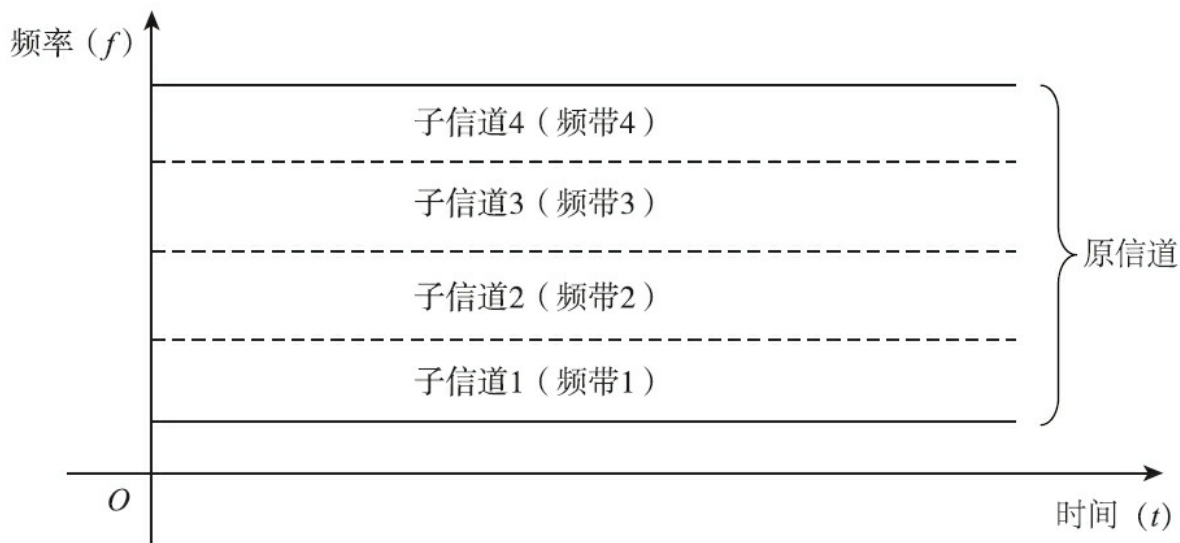 频率 (f)
子信道4（频带4）
子信道3（频带3）
原信道
子信道2（频带2）
子信道1（频带1）
O
时间 (t)